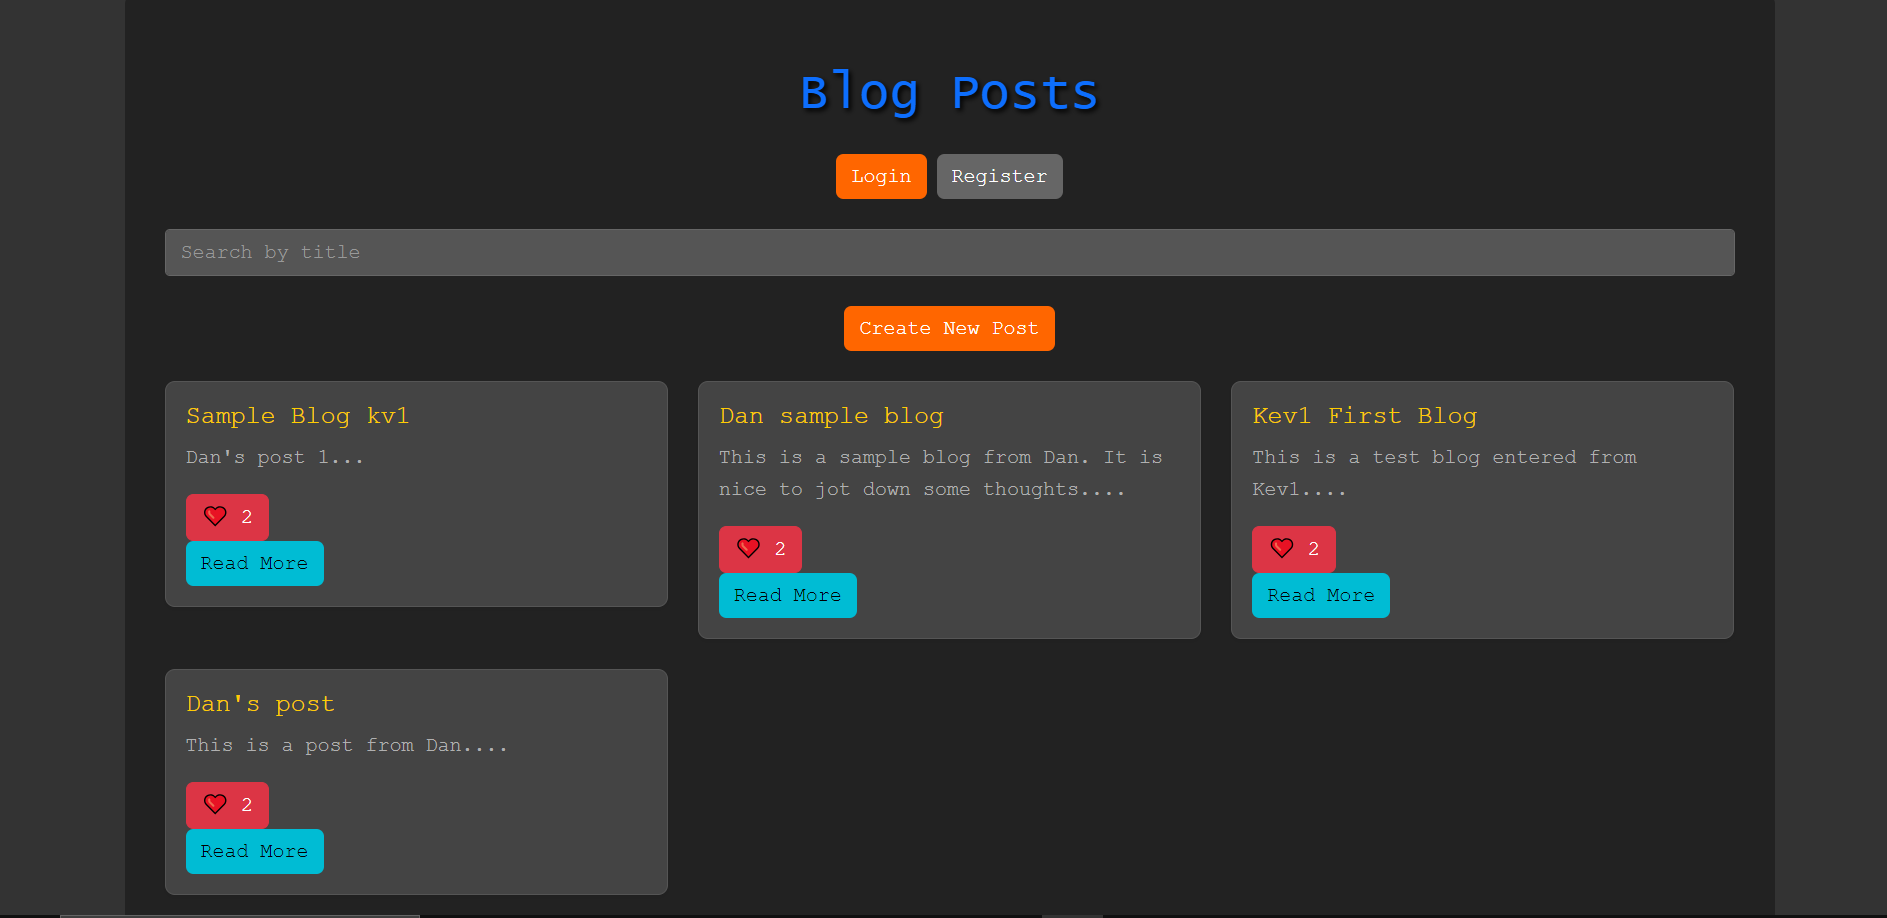 Blog Posts
Login
Register
Search by title
Create New Post
Sample Blog kv1
Dan's post 1...
2
Read More
Dan sample blog
This is a sample blog from Dan. It is
nice to jot down some thoughts....
2
Read More
Kev1 First Blog
This is a test blog entered from
Kev1....
2
Read More
Dan's post
This is a post from Dan....
2
Read More